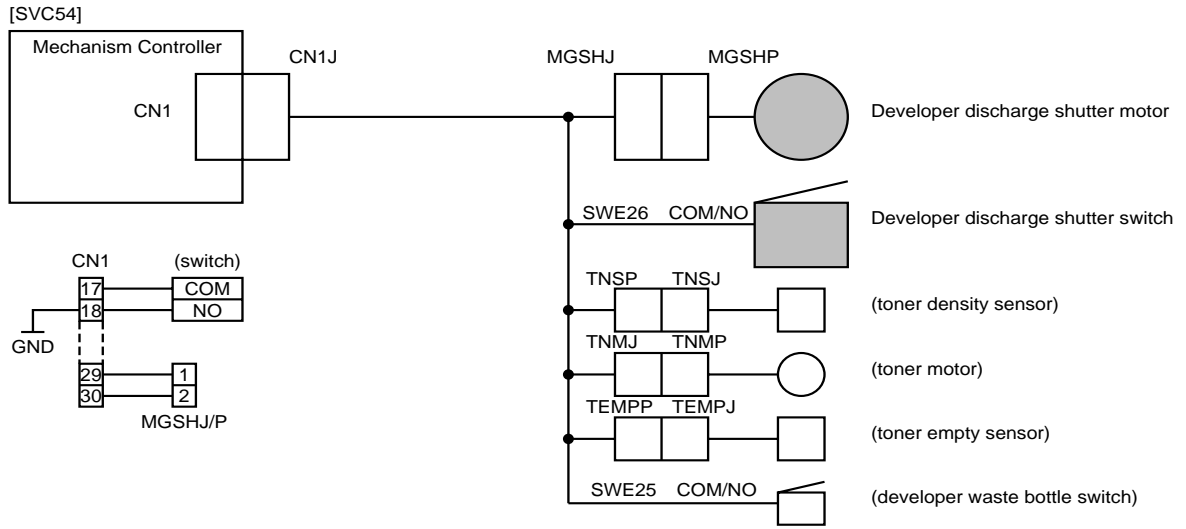 [SVC54]
Mechanism Controller
CN1J
MGSHJ
MGSHP
CN1
Developer discharge shutter motor
SWE26
COM/NO
Developer discharge shutter switch
CN1
(switch)
17
COM
18
NO
GND
29
1
30
2
MGSHJ/P
TNSP
TNSJ
(toner density sensor)
TNMJ
TNMP
(toner motor)
TEMPP
TEMPJ
(toner empty sensor)
SWE25
COM/NO
(developer waste bottle switch)